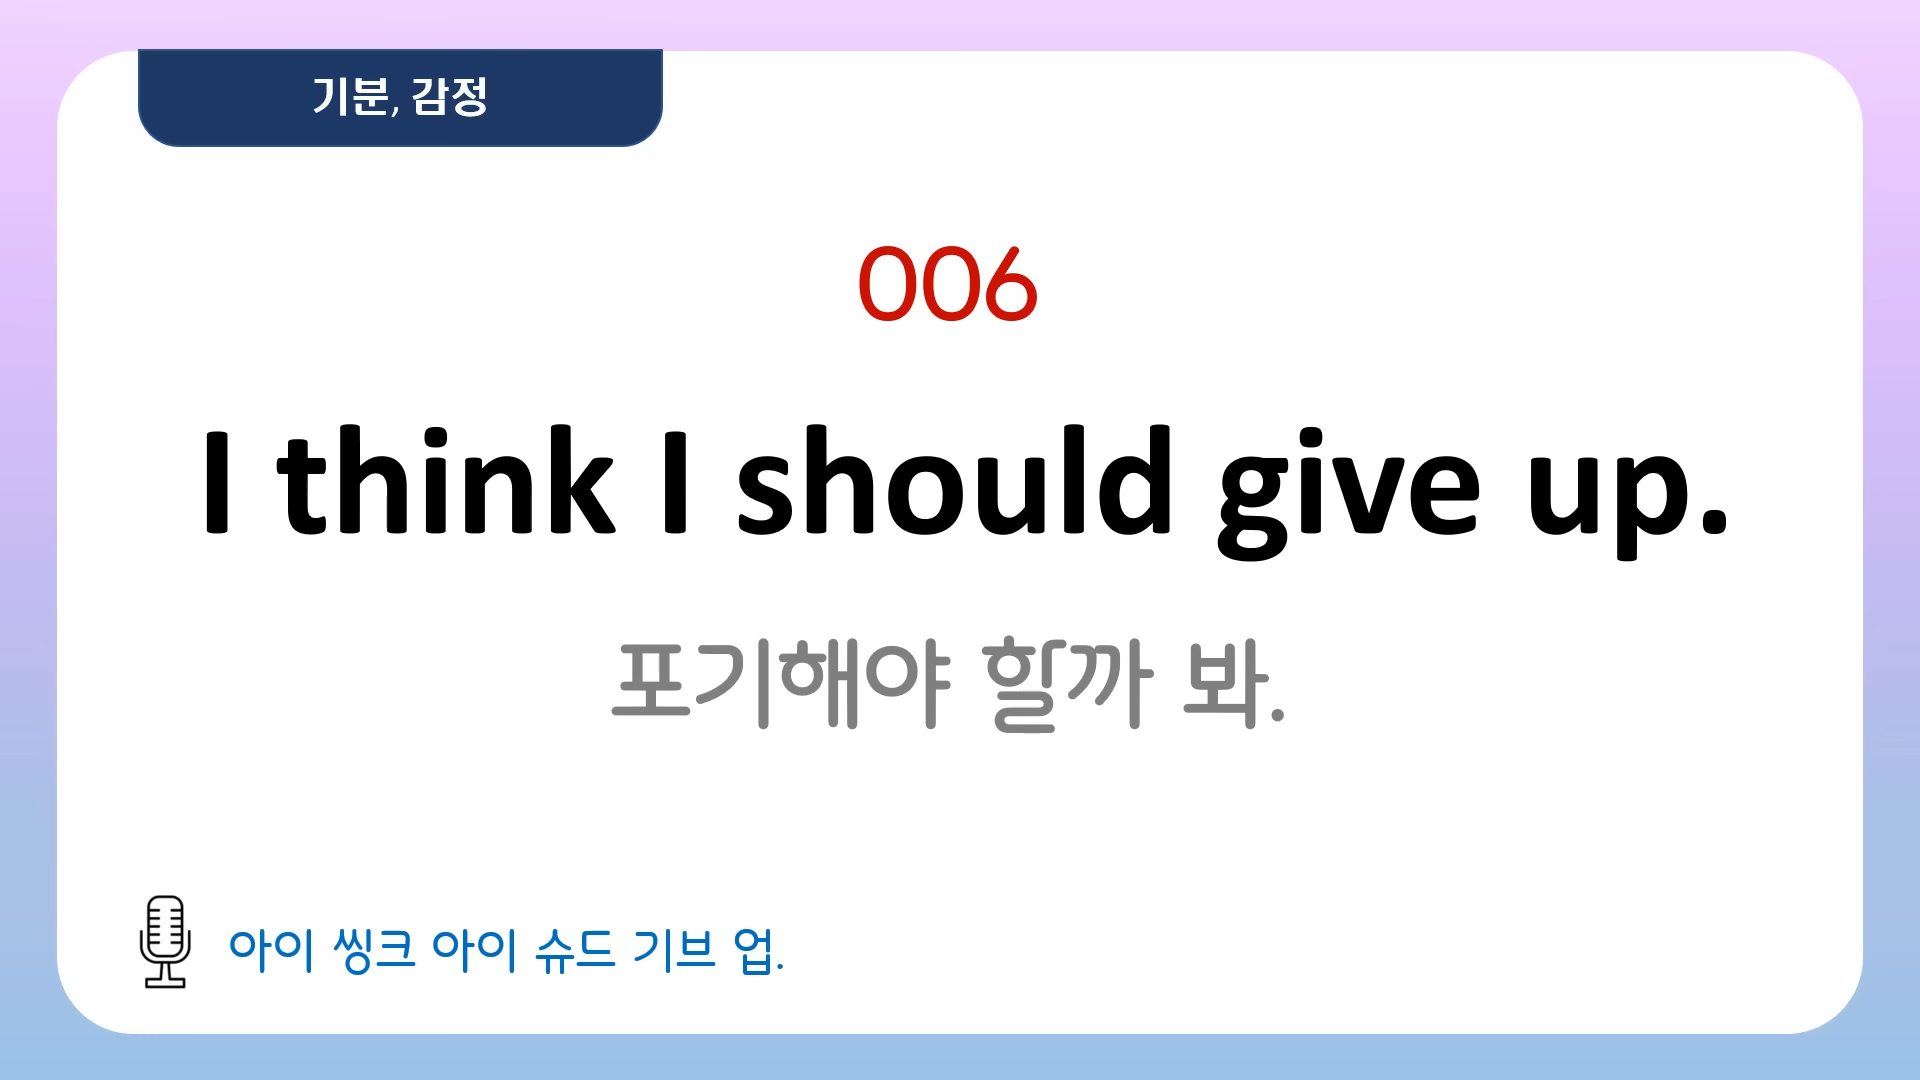 기분, 감정
006
I think I should give up.
포기해야 할까 봐.
아이 씽크 아이 슈드 기브 업.